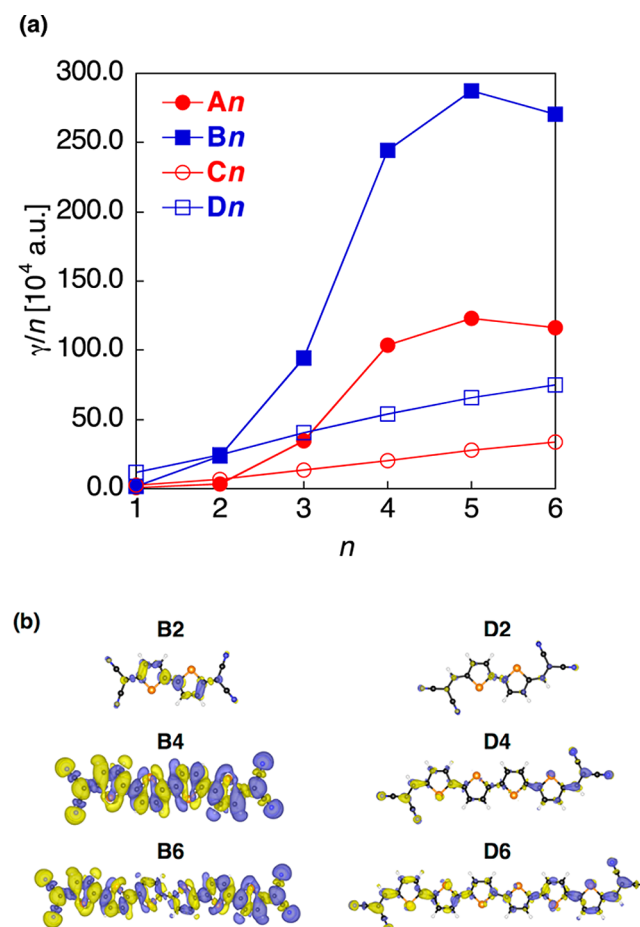 (a)
300.0
250.0
200.0
150.0
100.0
50.0
0.0
γ/n [10⁴ a.u.]
An
Bn
Cn
Dn
1 2 3 4 5 6
n
(b)
B2 D2
B4 D4
B6 D6